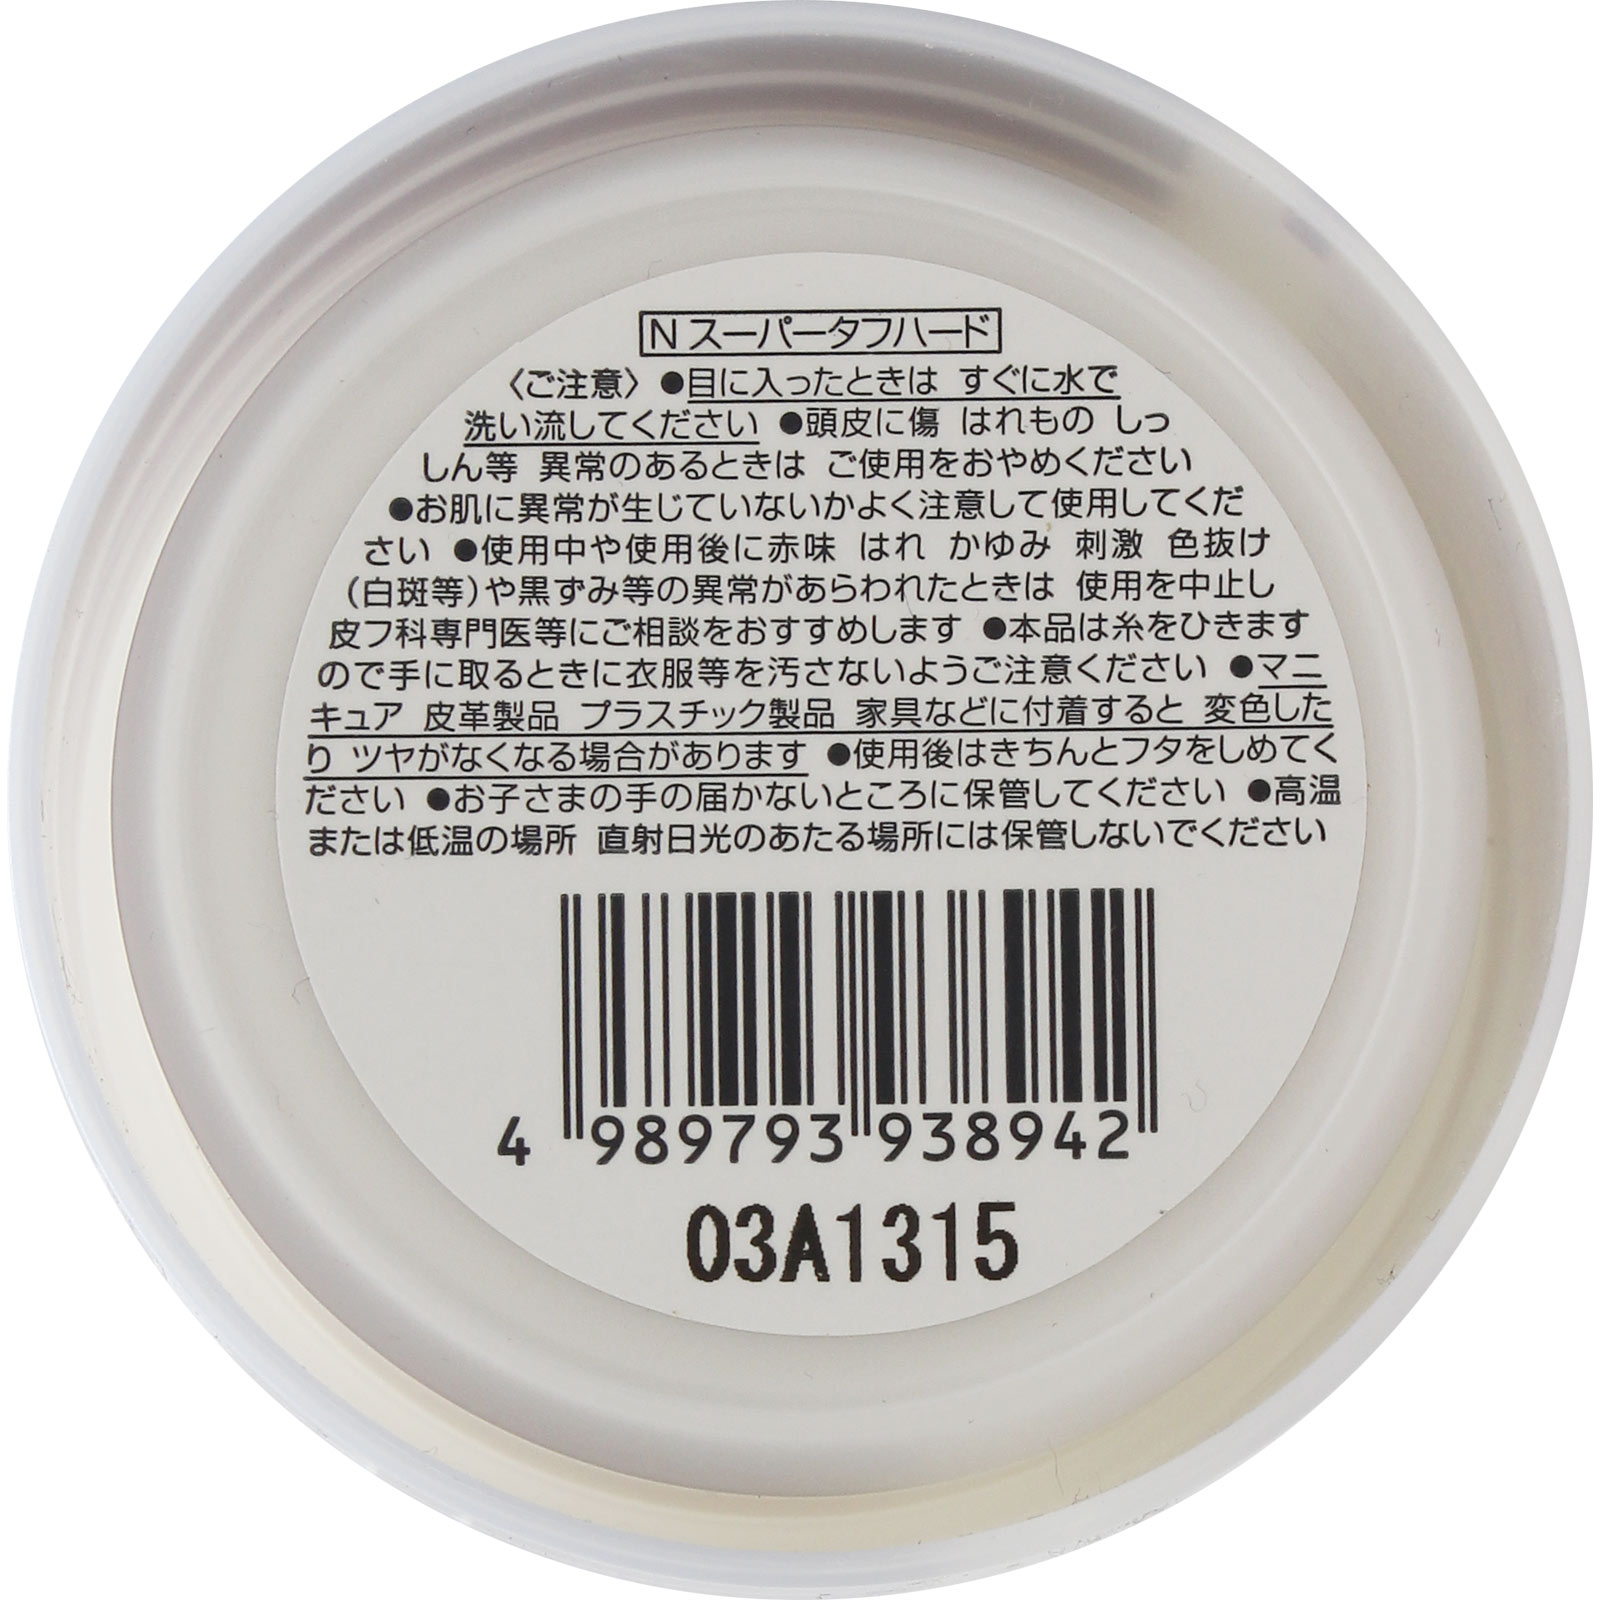 N スーパータフハード
〈ご注意〉 ●目に入ったときは すぐに水で
洗い流してください ●頭皮に傷 はれもの しっ
しん等 異常のあるときは ご使用をおやめください
●お肌に異常が生じていないかよく注意して使用してくだ
さい ●使用中や使用後に赤味 はれ かゆみ 刺激 色抜け
(白斑等)や黒ずみ等の異常があらわれたときは 使用を中止し
皮フ科専門医等にご相談をおすすめします ●本品は糸をひきます
ので手に取るときに衣服等を汚さないようご注意ください ●マニ
キュア 皮革製品 プラスチック製品 家具などに付着すると 変色した
り ツヤがなくなる場合があります ●使用後はきちんとフタをしめてく
ださい ●お子さまの手の届かないところに保管してください ●高温
または低温の場所 直射日光のあたる場所には保管しないでください
4 989793 938942
03A1315